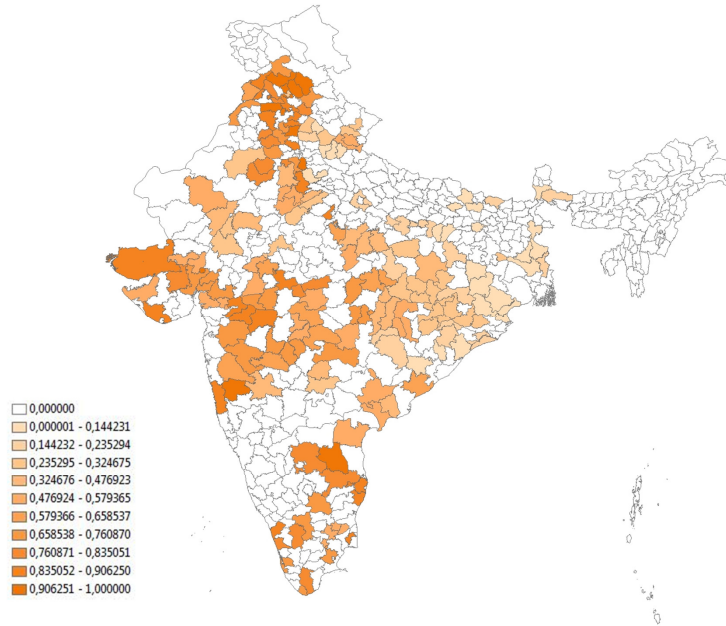 0,000000
0,000001 - 0,144231
0,144232 - 0,235294
0,235295 - 0,324675
0,324676 - 0,476923
0,476924 - 0,579365
0,579366 - 0,658537
0,658538 - 0,760870
0,760871 - 0,835051
0,835052 - 0,906250
0,906251 - 1,000000